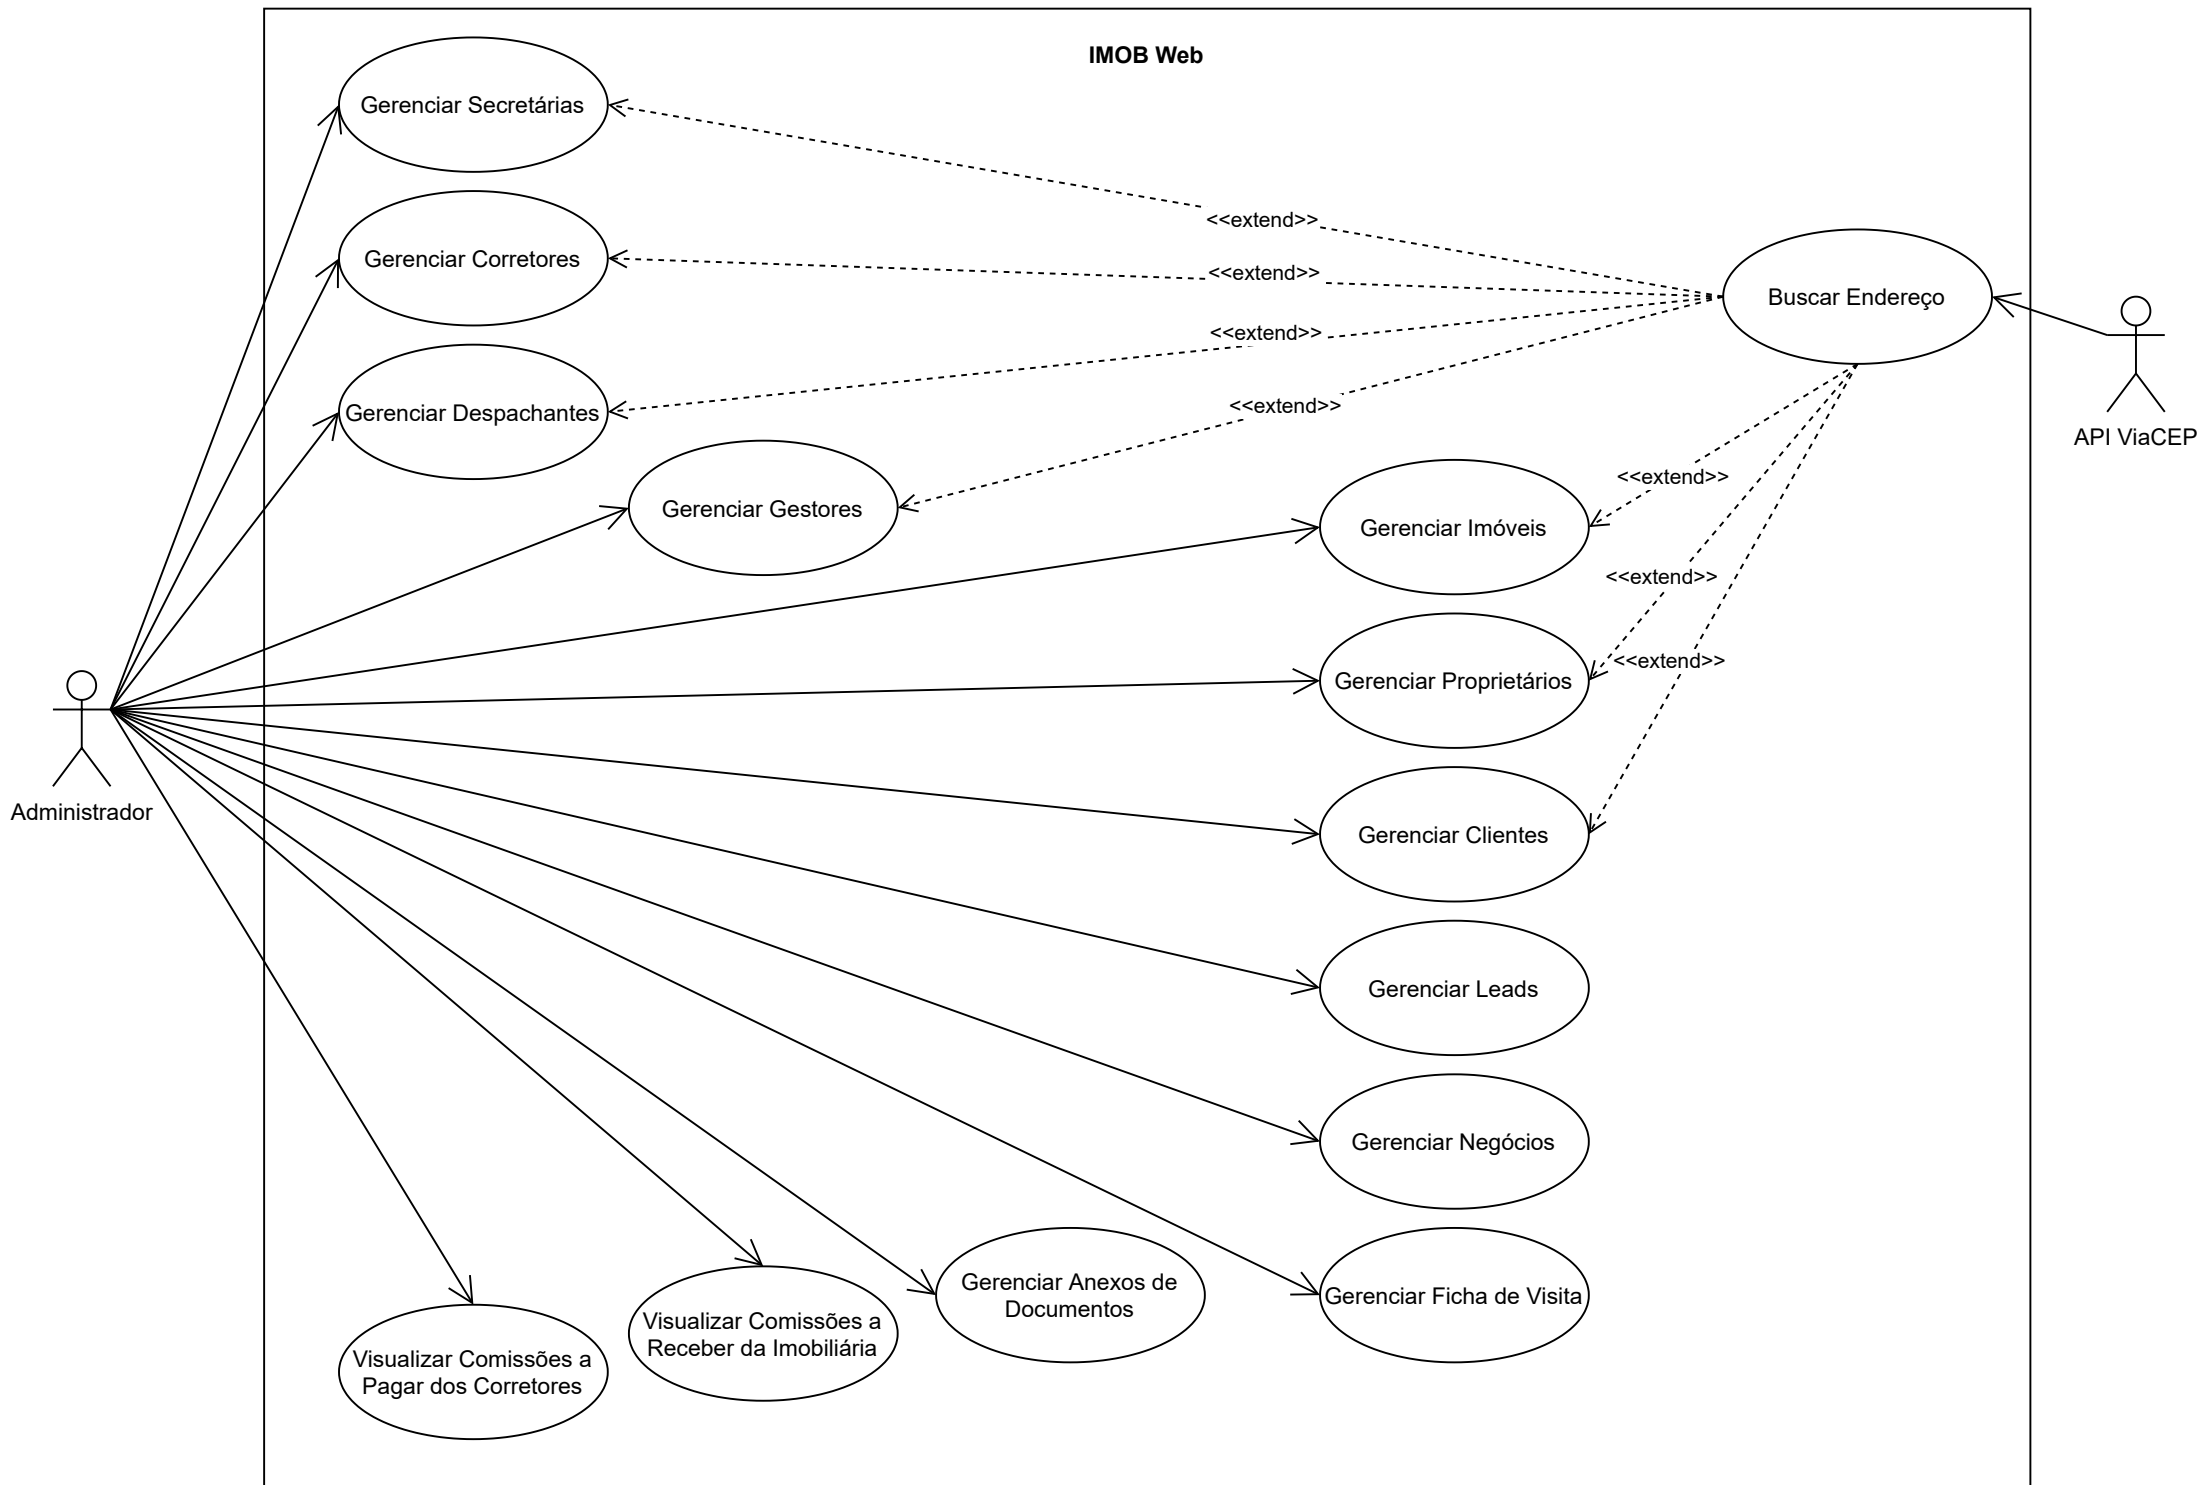 IMOB Web
Gerenciar Secretárias
<<extend>>
Gerenciar Corretores
<<extend>>
Buscar Endereço
<<extend>>
Gerenciar Despachantes
<<extend>>
API ViaCEP
Gerenciar Gestores
<<extend>>
Gerenciar Imóveis
<<extend>>
<<extend>>
Gerenciar Proprietários
Administrador
Gerenciar Clientes
Gerenciar Leads
Gerenciar Negócios
Gerenciar Anexos de
Documentos
Gerenciar Ficha de Visita
Visualizar Comissões a
Receber da Imobiliária
Visualizar Comissões a
Pagar dos Corretores